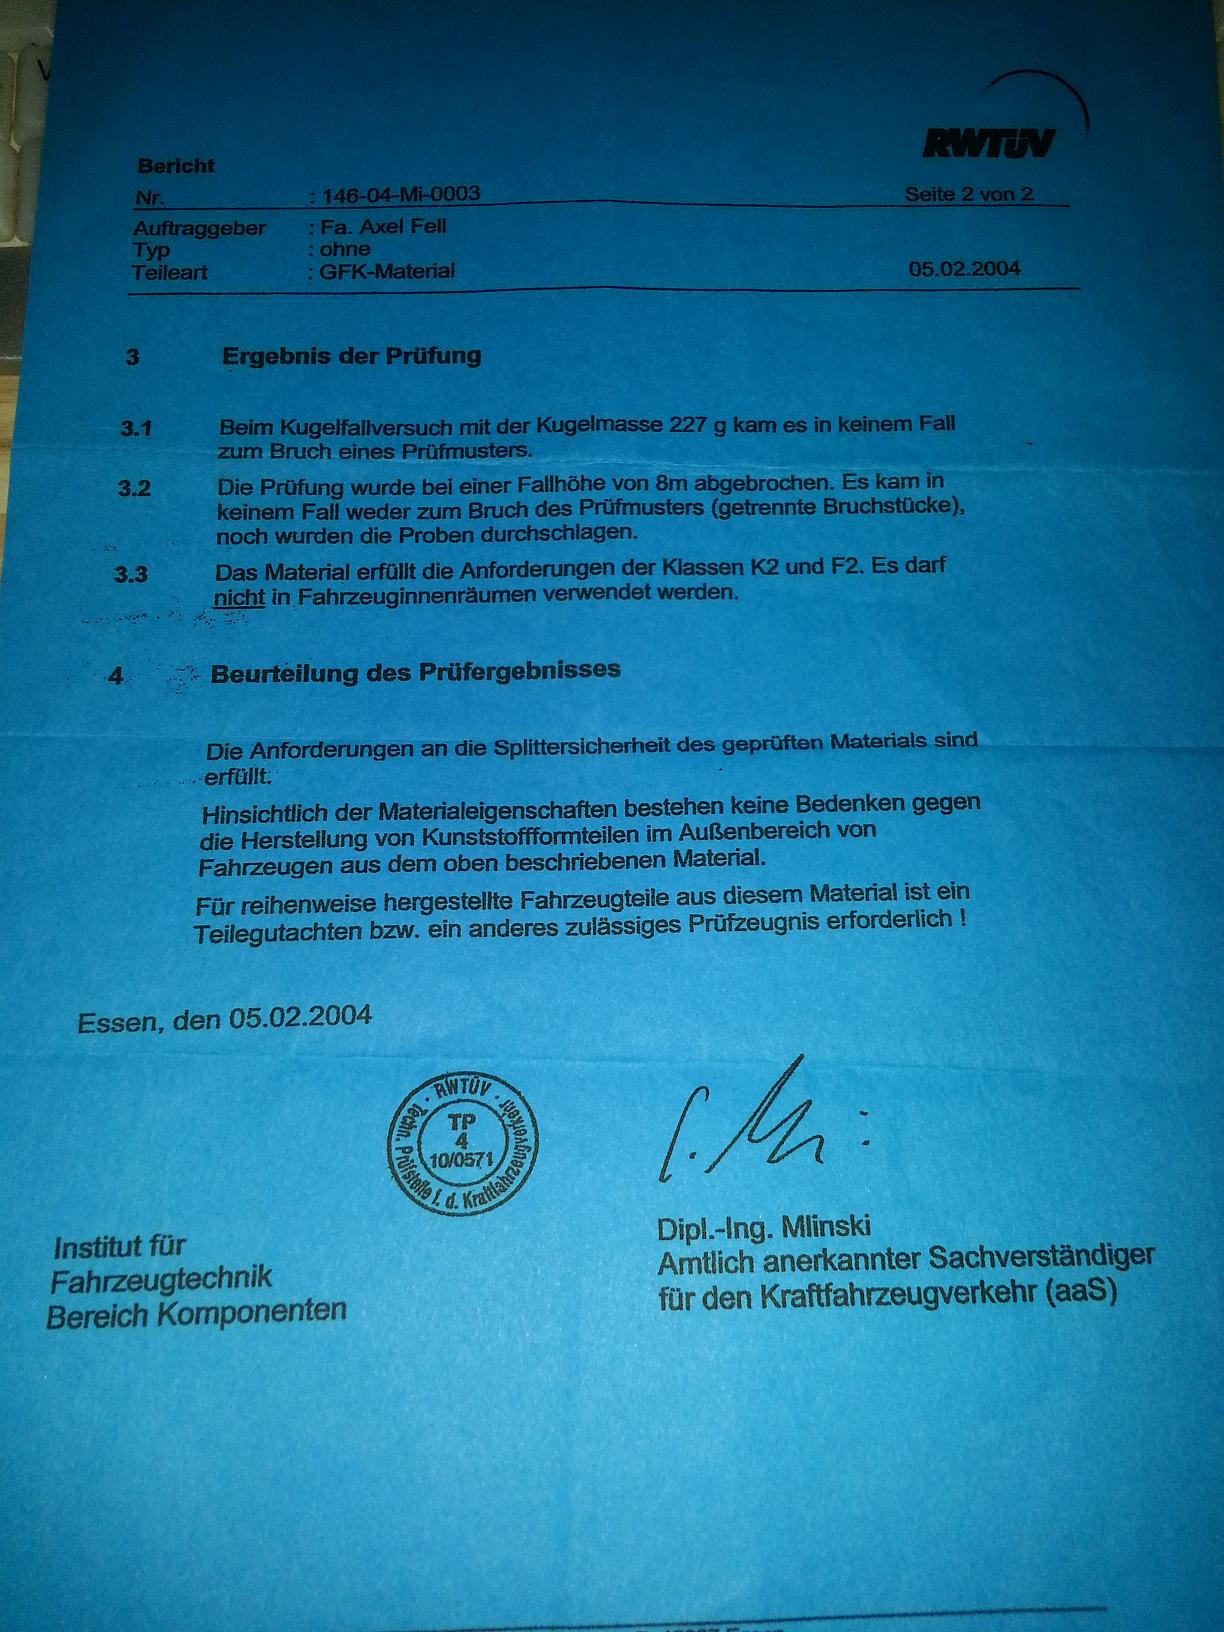 RWTÜV
Bericht
Nr. : 146-04-Mi-0003 Seite 2 von 2
Auftraggeber : Fa. Axel Fell
Typ : ohne
Teileart : GFK-Material 05.02.2004
3 Ergebnis der Prüfung
3.1 Beim Kugelfallversuch mit der Kugelmasse 227 g kam es in keinem Fall
zum Bruch eines Prüfmusters.
3.2 Die Prüfung wurde bei einer Fallhöhe von 8m abgebrochen. Es kam in
keinem Fall weder zum Bruch des Prüfmusters (getrennte Bruchstücke),
noch wurden die Proben durchschlagen.
3.3 Das Material erfüllt die Anforderungen der Klassen K2 und F2. Es darf
nicht in Fahrzeuginnenräumen verwendet werden.
4 Beurteilung des Prüfergebnisses
Die Anforderungen an die Splittersicherheit des geprüften Materials sind
erfüllt.
Hinsichtlich der Materialeigenschaften bestehen keine Bedenken gegen
die Herstellung von Kunststoffformteilen im Außenbereich von
Fahrzeugen aus dem oben beschriebenen Material.
Für reihenweise hergestellte Fahrzeugteile aus diesem Material ist ein
Teilegutachten bzw. ein anderes zulässiges Prüfzeugnis erforderlich !
Essen, den 05.02.2004
RWTÜV · Techn. Prüfstelle f. d. Kraftfahrzeugverkehr ·
TP
4
10/0571
Institut für
Fahrzeugtechnik
Bereich Komponenten
Dipl.-Ing. Mlinski
Amtlich anerkannter Sachverständiger
für den Kraftfahrzeugverkehr (aaS)